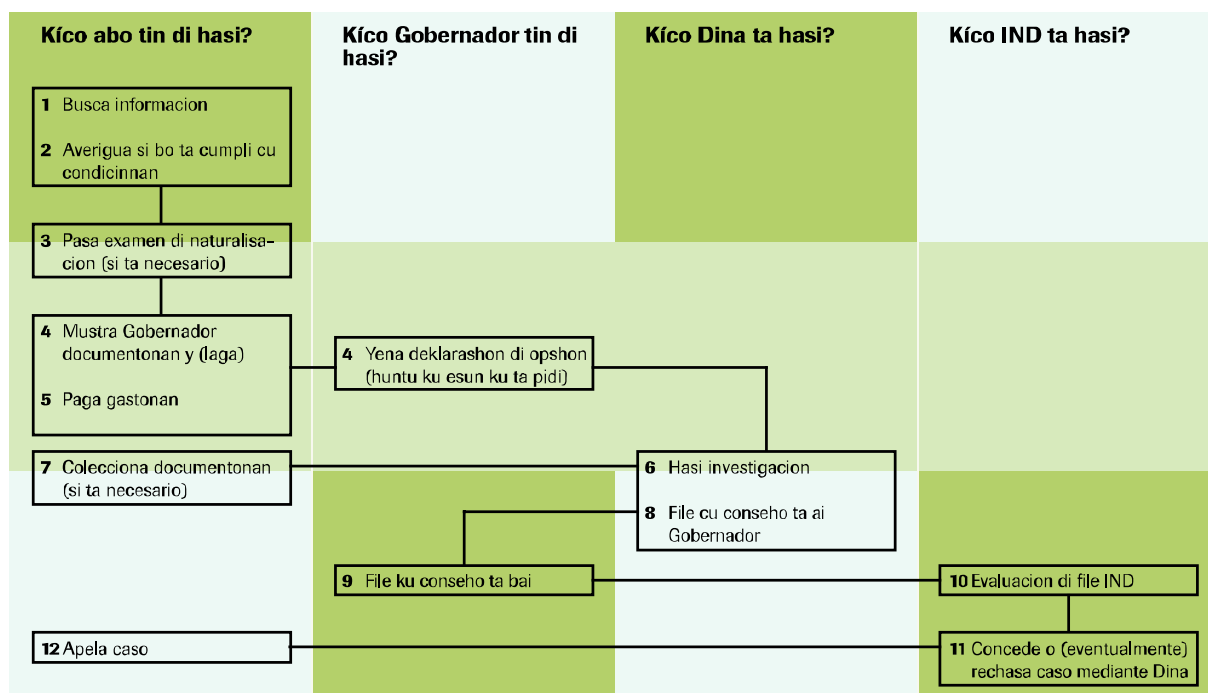 Kíco abo tin di hasi?
Kíco Gobernador tin di
hasi?
Kíco Dina ta hasi?
Kíco IND ta hasi?
1 Busca informacion
2 Averigua si bo ta cumpli cu
condicinnan
3 Pasa examen di naturalisa-
cion (si ta necesario)
4 Mustra Gobernador
documentonan y (laga)
5 Paga gastonan
4 Yena deklarashon di opshon
(huntu ku esun ku ta pidi)
7 Colecciona documentonan
(si ta necesario)
6 Hasi investigacion
8 File cu conseho ta ai
Gobernador
9 File ku conseho ta bai
10 Evaluacion di file IND
12 Apela caso
11 Concede o (eventualmente)
rechasa caso mediante Dina